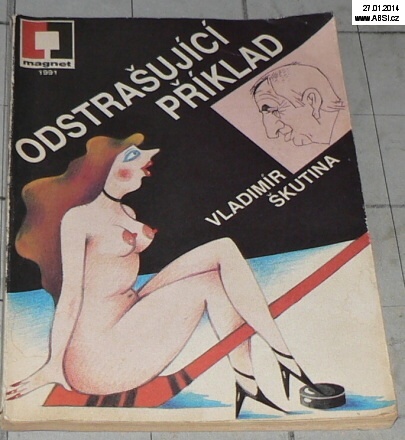 27.01.2014
www.ABSI.cz
magnet
1991
ODSTRAŠUJÍCÍ
PŘÍKLAD
VLADIMÍR
ŠKUTINA